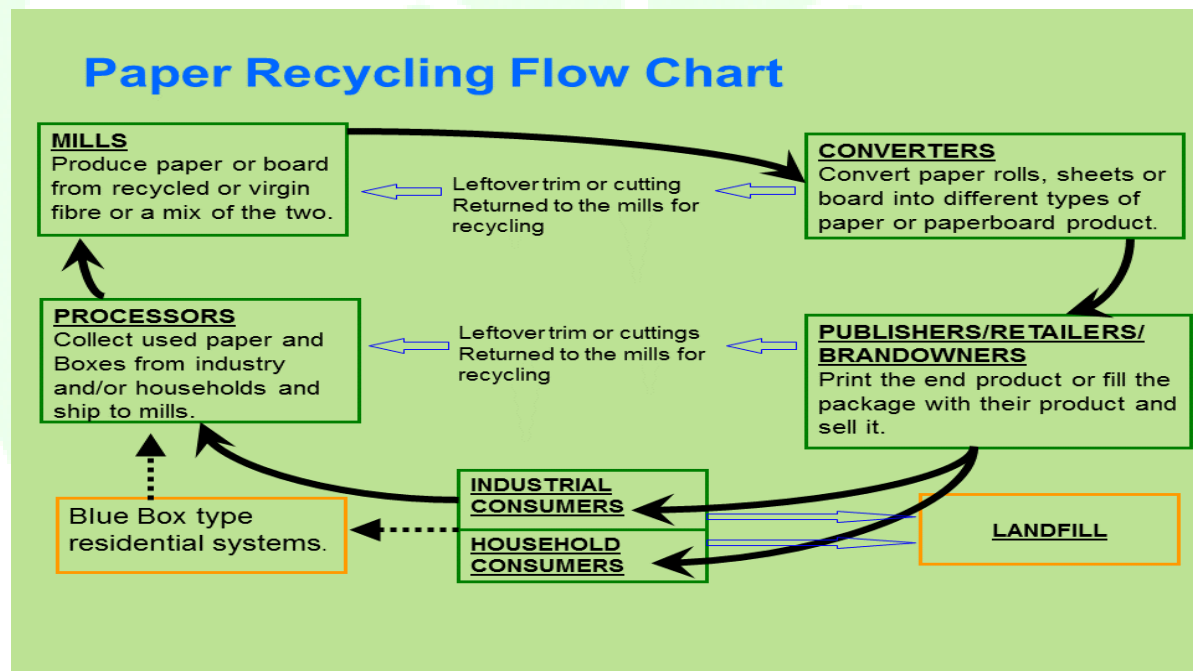 Paper Recycling Flow Chart
MILLS
Produce paper or board
from recycled or virgin
fibre or a mix of the two.
Leftover trim or cutting
Returned to the mills for
recycling
CONVERTERS
Convert paper rolls, sheets or
board into different types of
paper or paperboard product.
PROCESSORS
Collect used paper and
Boxes from industry
and/or households and
ship to mills.
Leftover trim or cuttings
Returned to the mills for
recycling
PUBLISHERS/RETAILERS/
BRANDOWNERS
Print the end product or fill the
package with their product and
sell it.
Blue Box type
residential systems.
INDUSTRIAL
CONSUMERS
HOUSEHOLD
CONSUMERS
LANDFILL